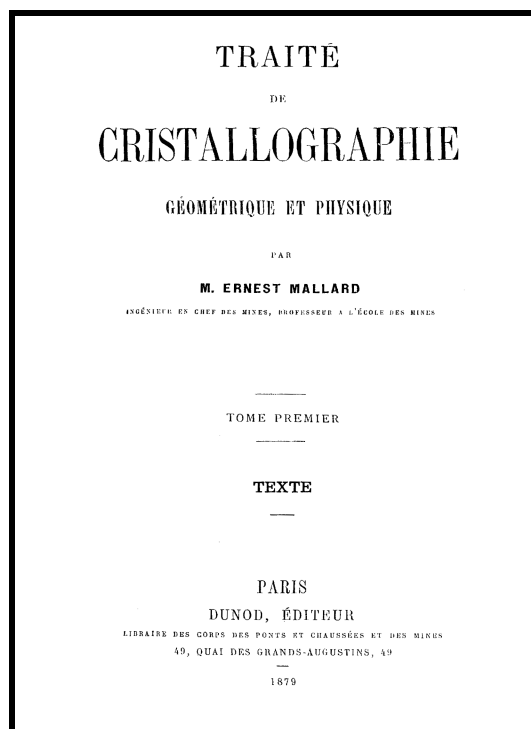 TRAITÉ
DE
CRISTALLOGRAPHIE
GÉOMÉTRIQUE ET PHYSIQUE
PAR
M. ERNEST MALLARD
INGÉNIEUR EN CHEF DES MINES, PROFESSEUR A L'ÉCOLE DES MINES
TOME PREMIER
TEXTE
PARIS
DUNOD, ÉDITEUR
LIBRAIRE DES CORPS DES PONTS ET CHAUSSÉES ET DES MINES
49, QUAI DES GRANDS-AUGUSTINS, 49
1879